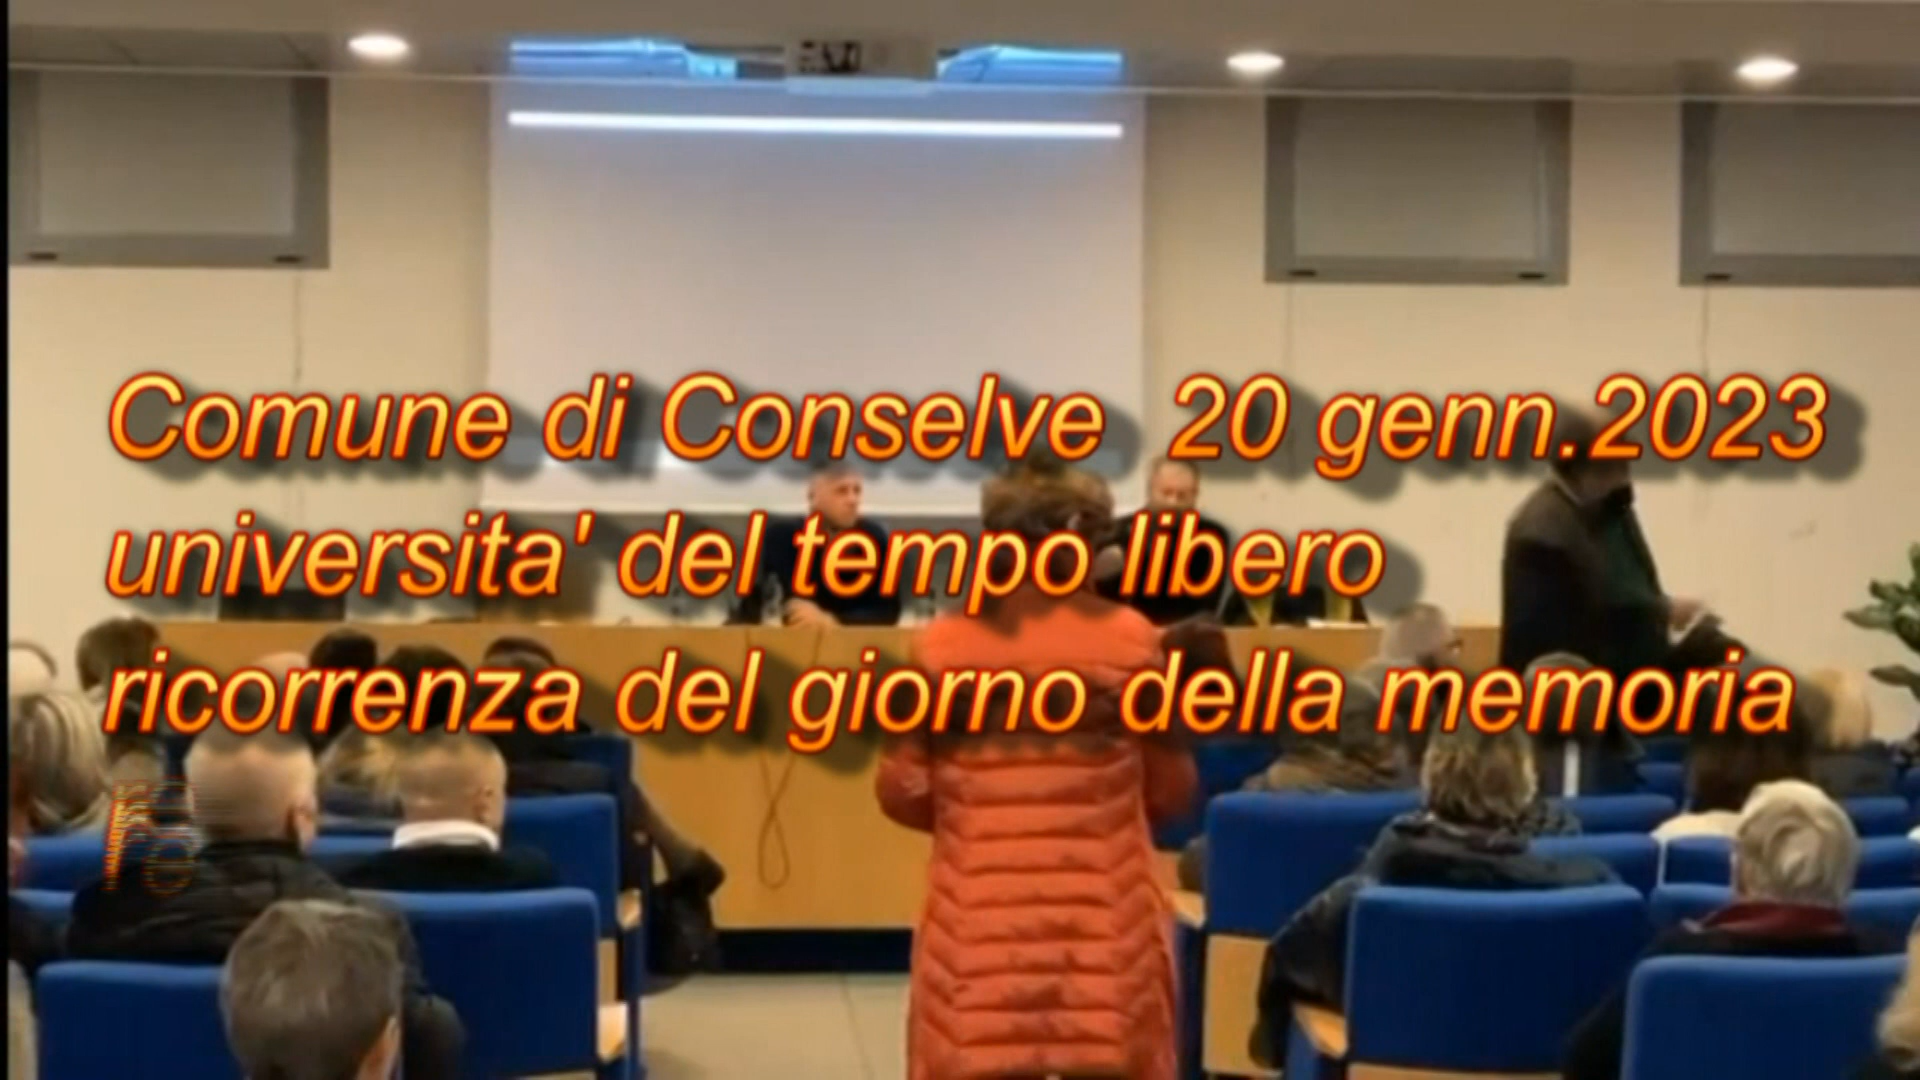 Comune di Conselve 20 genn.2023
universita' del tempo libero
ricorrenza del giorno della memoria